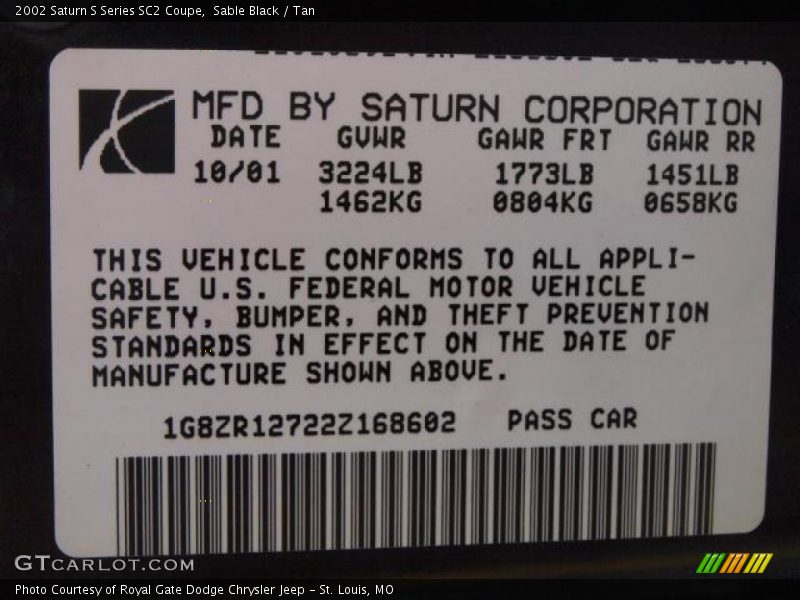 2002 Saturn S Series SC2 Coupe,  Sable Black / Tan
MFD BY SATURN CORPORATION
DATE GVWR GAWR FRT GAWR RR
10/01 3224LB 1773LB 1451LB
1462KG 0804KG 0658KG
THIS VEHICLE CONFORMS TO ALL APPLI-
CABLE U.S. FEDERAL MOTOR VEHICLE
SAFETY, BUMPER, AND THEFT PREVENTION
STANDARDS IN EFFECT ON THE DATE OF
MANUFACTURE SHOWN ABOVE.
1G8ZR12722Z168602 PASS CAR
GTCARLOT.COM
Photo Courtesy of Royal Gate Dodge Chrysler Jeep - St. Louis, MO